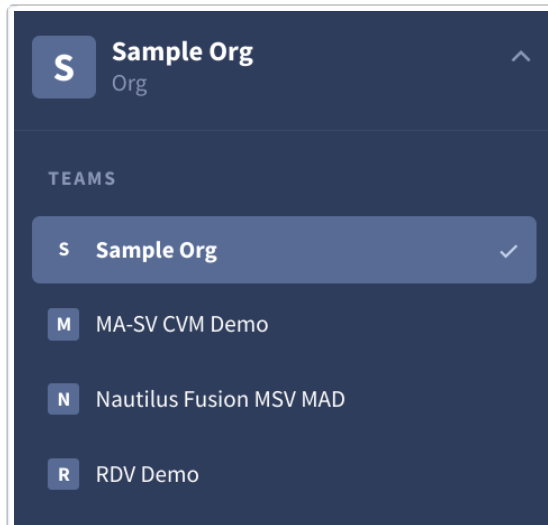 S
Sample Org
Org
TEAMS
S Sample Org
M MA-SV CVM Demo
N Nautilus Fusion MSV MAD
R RDV Demo